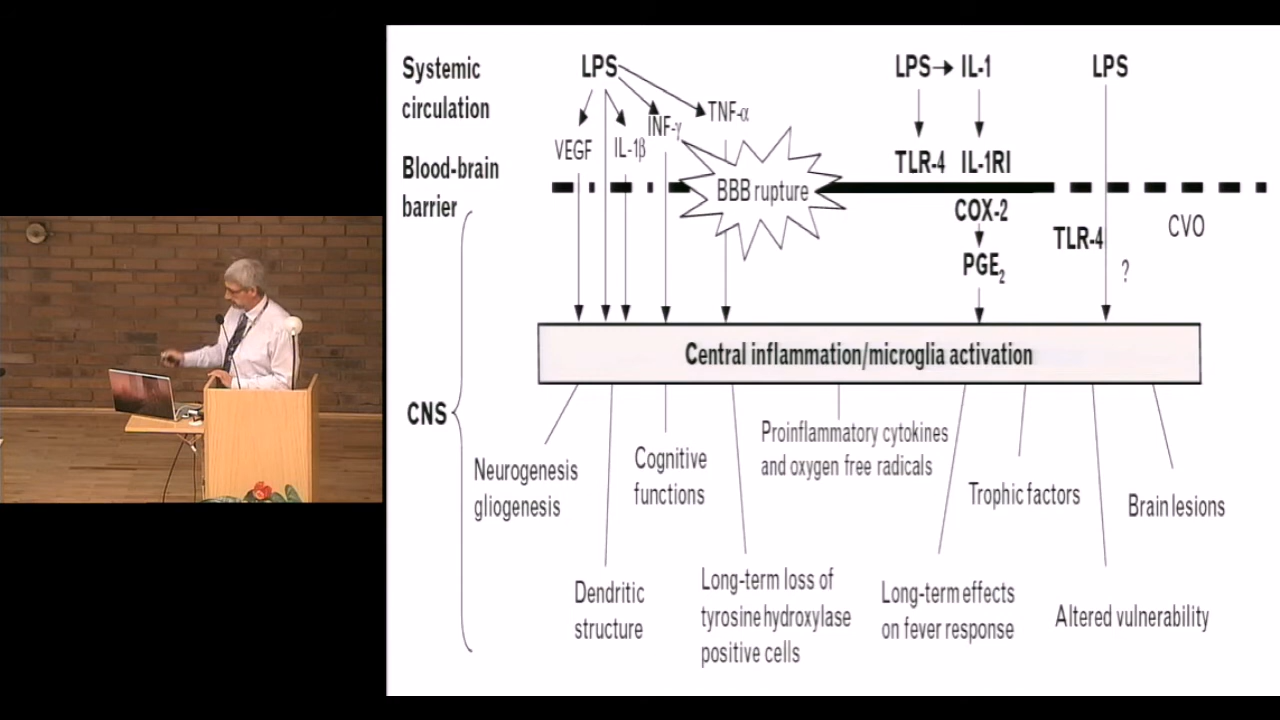 Systemic
circulation
LPS
LPS → IL-1
LPS
VEGF
IL-1β
INF-γ
TNF-α
Blood-brain
barrier
BBB rupture
TLR-4 IL-1RI
COX-2
PGE2
TLR-4
?
CVO
Central inflammation/microglia activation
CNS
Neurogenesis
gliogenesis
Cognitive
functions
Proinflammatory cytokines
and oxygen free radicals
Trophic factors
Brain lesions
Dendritic
structure
Long-term loss of
tyrosine hydroxylase
positive cells
Long-term effects
on fever response
Altered vulnerability